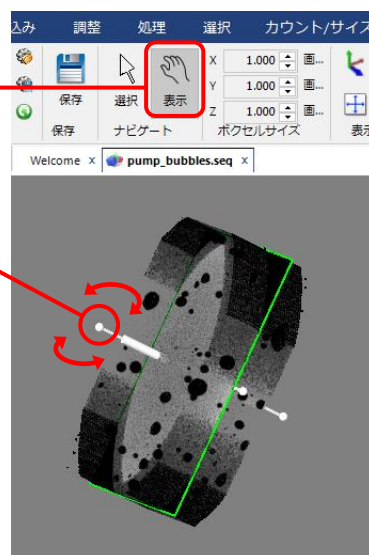 込み 調整 処理 選択 カウント/サイズ
保存 選択 表示
X 1.000 画...
Y 1.000 画...
Z 1.000 画...
保存 ナビゲート ボクセルサイズ 表示
Welcome x pump_bubbles.seq x